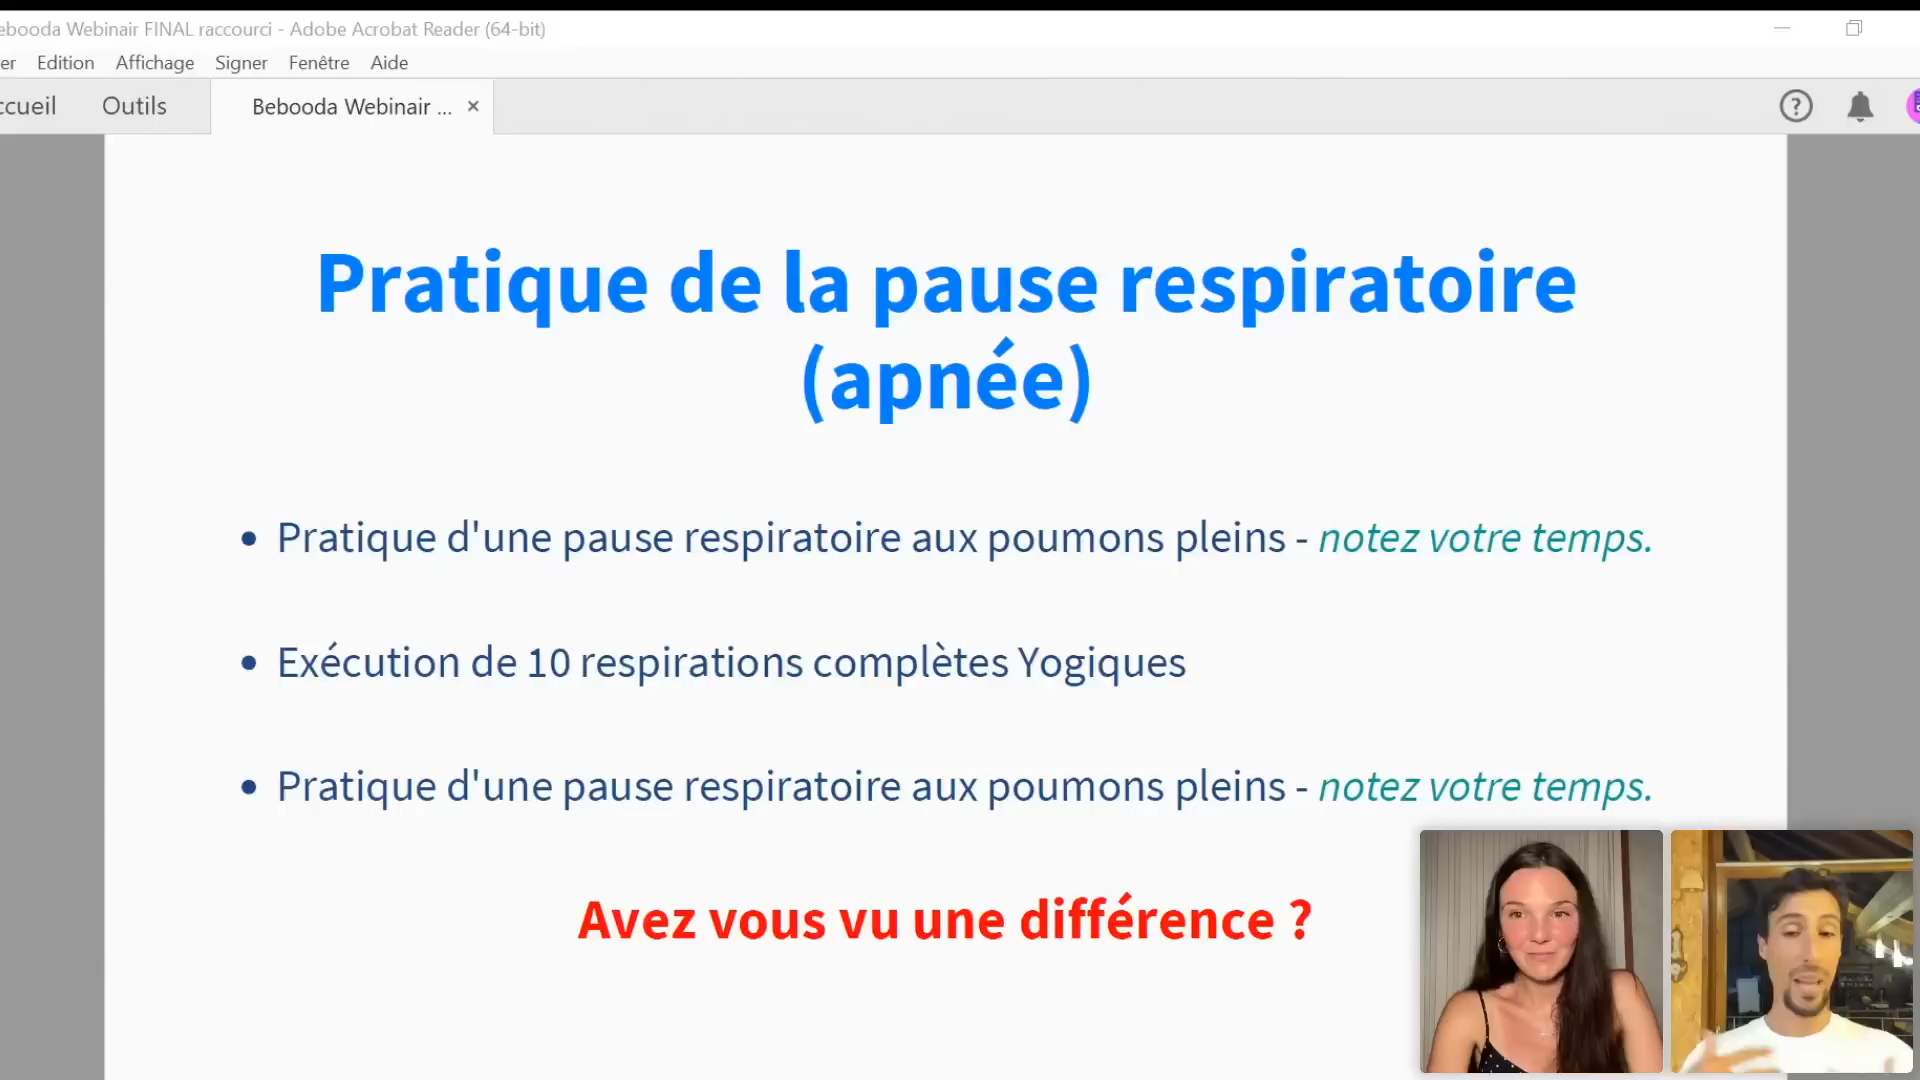 ebooda Webinair FINAL raccourci - Adobe Acrobat Reader (64-bit)
er Edition Affichage Signer Fenêtre Aide
ccueil Outils Bebooda Webinair ... ×
Pratique de la pause respiratoire
(apnée)
• Pratique d'une pause respiratoire aux poumons pleins - notez votre temps.
• Exécution de 10 respirations complètes Yogiques
• Pratique d'une pause respiratoire aux poumons pleins - notez votre temps.
Avez vous vu une différence ?